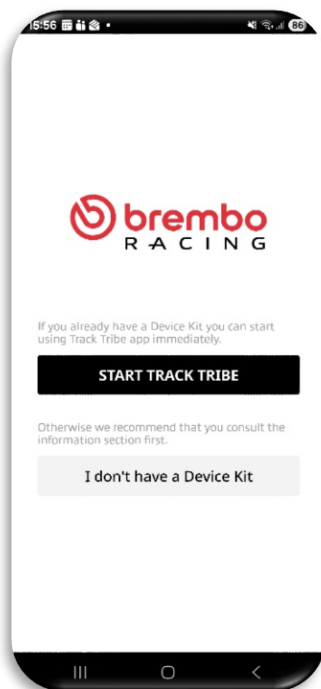 15:56
86
brembo
RACING
If you already have a Device Kit you can start
using Track Tribe app immediately.
START TRACK TRIBE
Otherwise we recommend that you consult the
information section first.
I don't have a Device Kit